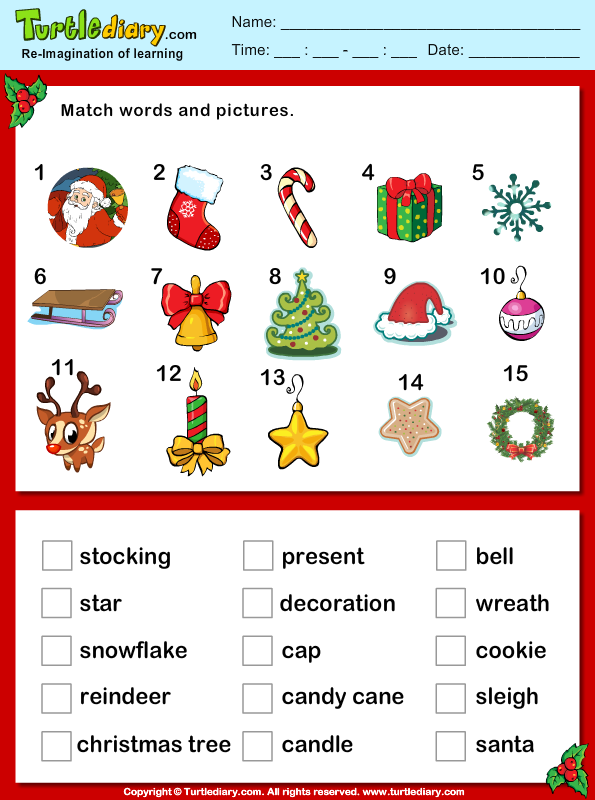 Turtlediary.com
Re-Imagination of learning
Name: ___________________________________
Time: ___ : ___ - ___ : ___ Date: _____________
Match words and pictures.
1 2 3 4 5
6 7 8 9 10
11 12 13 14 15
stocking present bell
star decoration wreath
snowflake cap cookie
reindeer candy cane sleigh
christmas tree candle santa
Copyright © Turtlediary.com. All rights reserved. www.turtlediary.com